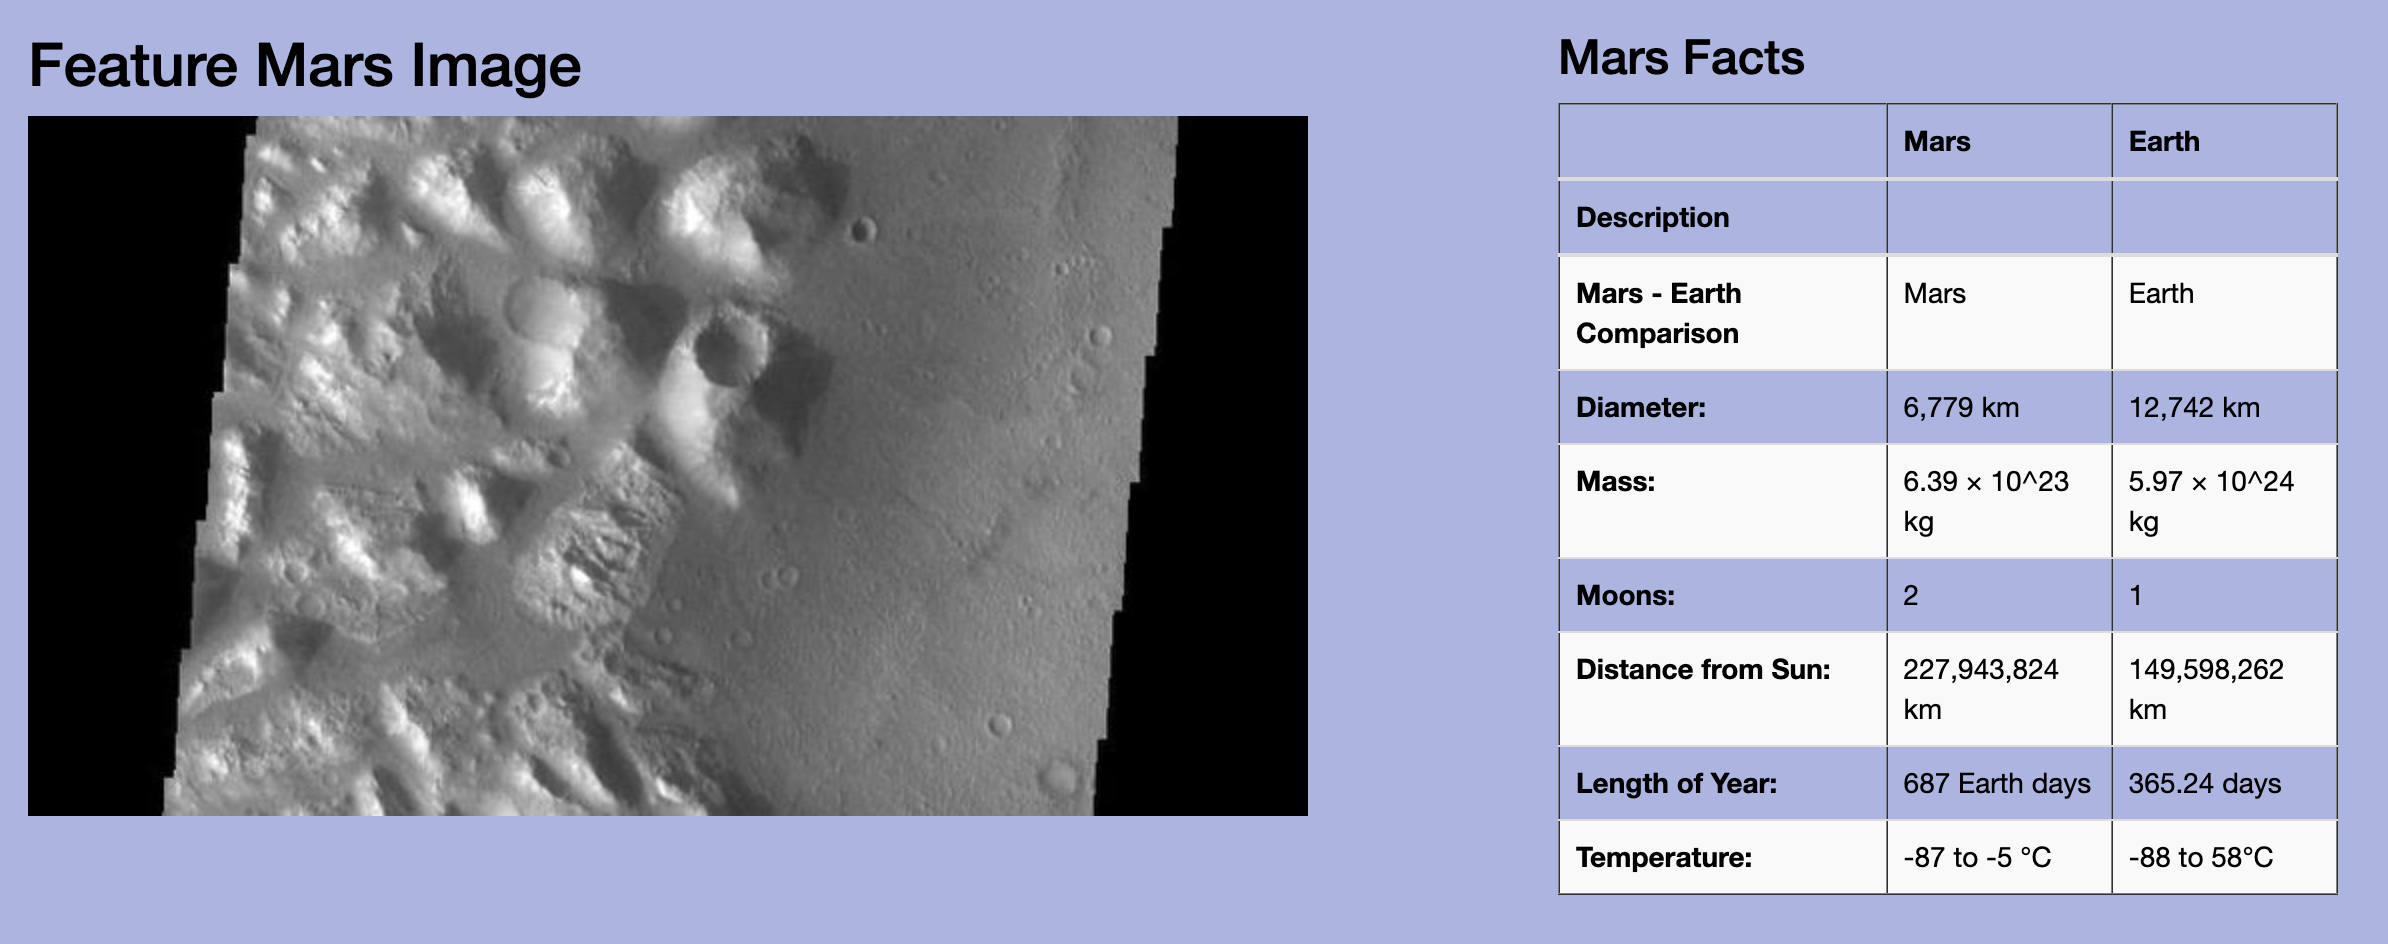 Feature Mars Image
Mars Facts
Mars Earth
Description
Mars - Earth Mars Earth
Comparison
Diameter: 6,779 km 12,742 km
Mass: 6.39 × 10^23 5.97 × 10^24
kg kg
Moons: 2 1
Distance from Sun: 227,943,824 149,598,262
km km
Length of Year: 687 Earth days 365.24 days
Temperature: -87 to -5 °C -88 to 58°C